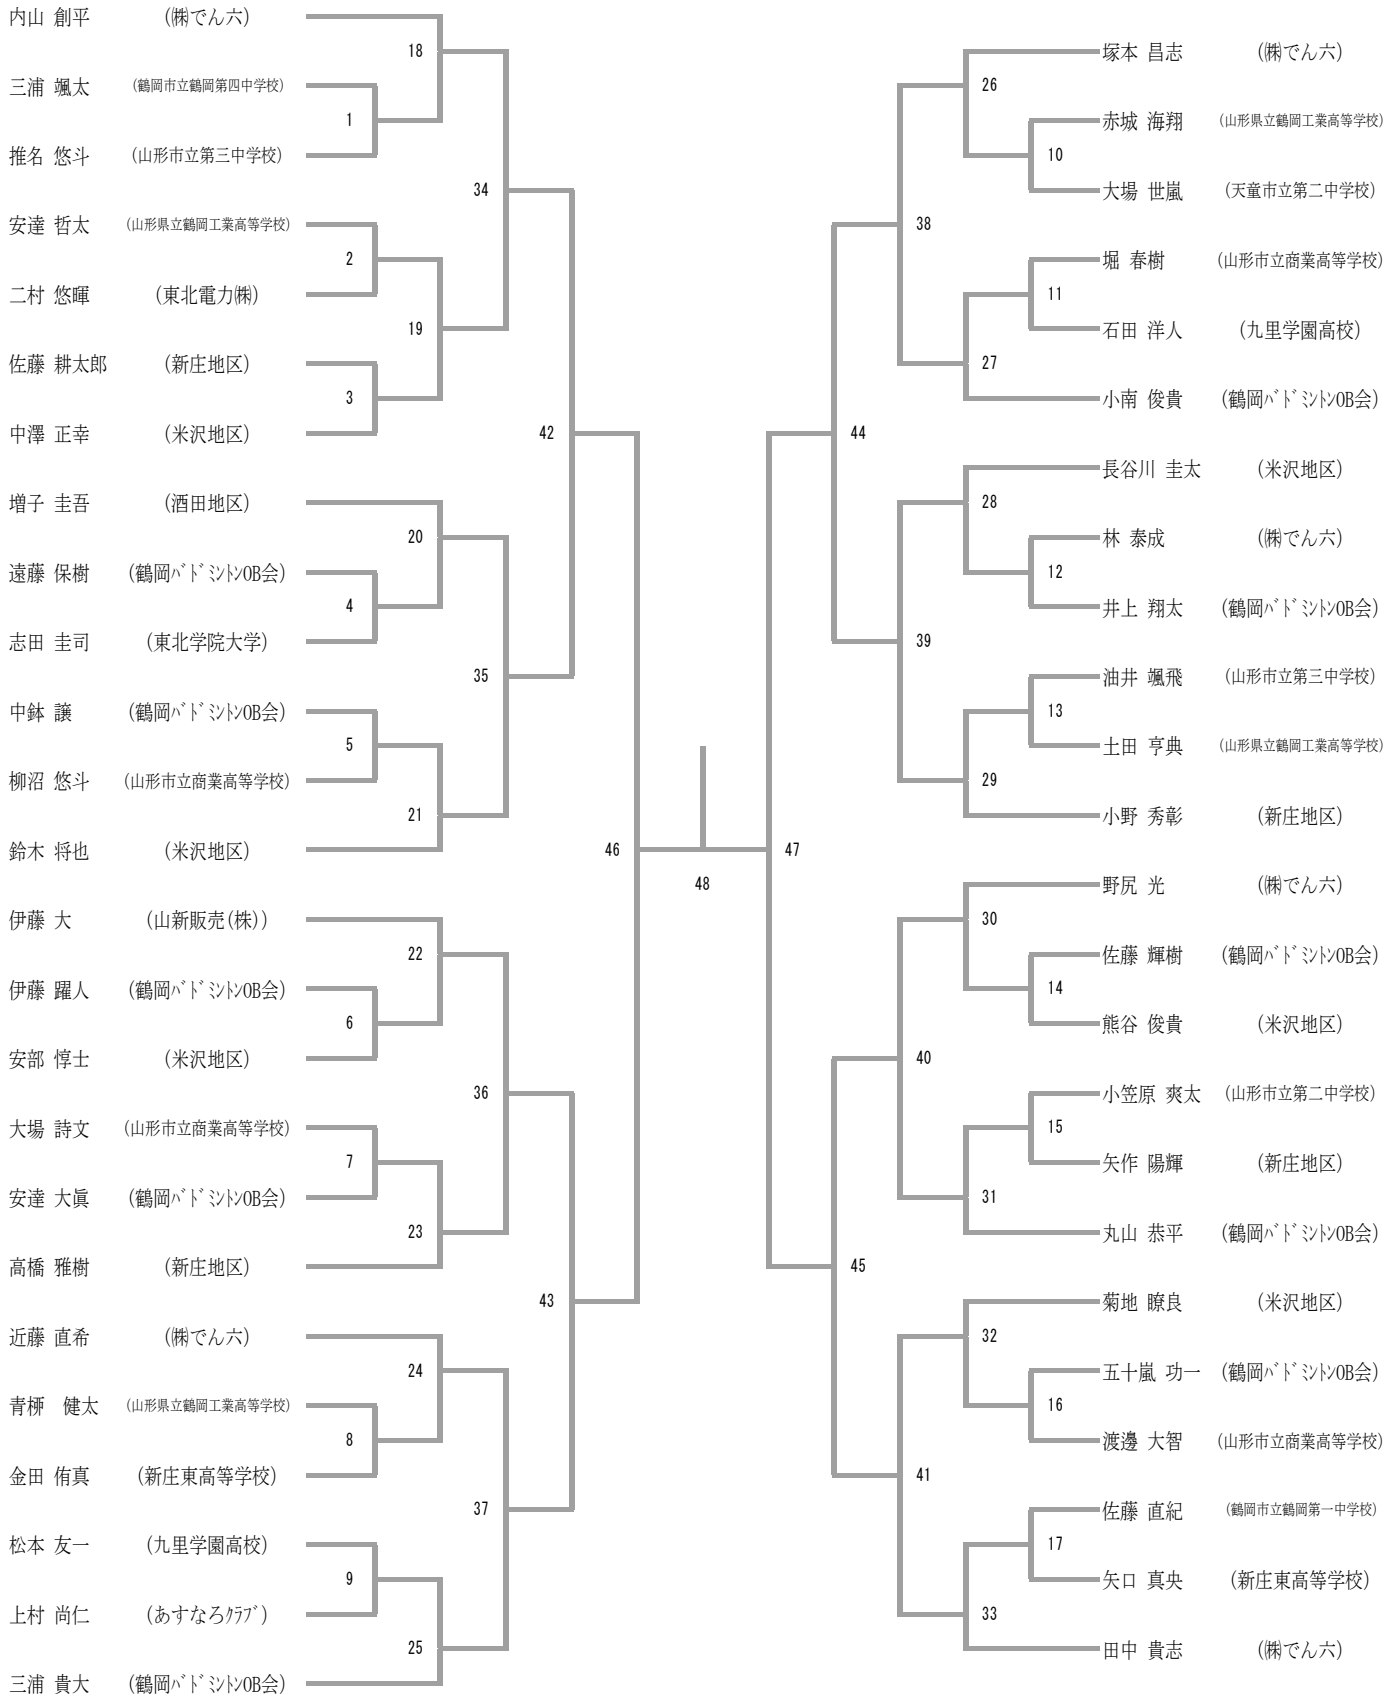 内山 創平 (㈱でん六)
18
三浦 颯太 (鶴岡市立鶴岡第四中学校)
1
推名 悠斗 (山形市立第三中学校)
34
安達 哲太 (山形県立鶴岡工業高等学校)
2
二村 悠暉 (東北電力㈱)
19
佐藤 耕太郎 (新庄地区)
3
中澤 正幸 (米沢地区)
42
増子 圭吾 (酒田地区)
20
遠藤 保樹 (鶴岡ﾊﾞﾄﾞﾐﾝﾄﾝOB会)
4
志田 圭司 (東北学院大学)
35
中鉢 譲 (鶴岡ﾊﾞﾄﾞﾐﾝﾄﾝOB会)
5
柳沼 悠斗 (山形市立商業高等学校)
21
鈴木 将也 (米沢地区)
46
伊藤 大 (山新販売(株))
22
伊藤 躍人 (鶴岡ﾊﾞﾄﾞﾐﾝﾄﾝOB会)
6
安部 惇士 (米沢地区)
36
大場 詩文 (山形市立商業高等学校)
7
安達 大眞 (鶴岡ﾊﾞﾄﾞﾐﾝﾄﾝOB会)
23
高橋 雅樹 (新庄地区)
43
近藤 直希 (㈱でん六)
24
青栁 健太 (山形県立鶴岡工業高等学校)
8
金田 侑真 (新庄東高等学校)
37
松本 友一 (九里学園高校)
9
上村 尚仁 (あすなろｸﾗﾌﾞ)
25
三浦 貴大 (鶴岡ﾊﾞﾄﾞﾐﾝﾄﾝOB会)
48
塚本 昌志 (㈱でん六)
26
赤城 海翔 (山形県立鶴岡工業高等学校)
10
大場 世嵐 (天童市立第二中学校)
38
堀 春樹 (山形市立商業高等学校)
11
石田 洋人 (九里学園高校)
27
小南 俊貴 (鶴岡ﾊﾞﾄﾞﾐﾝﾄﾝOB会)
44
長谷川 圭太 (米沢地区)
28
林 泰成 (㈱でん六)
12
井上 翔太 (鶴岡ﾊﾞﾄﾞﾐﾝﾄﾝOB会)
39
油井 颯飛 (山形市立第三中学校)
13
土田 亨典 (山形県立鶴岡工業高等学校)
29
小野 秀彰 (新庄地区)
47
野尻 光 (㈱でん六)
30
佐藤 輝樹 (鶴岡ﾊﾞﾄﾞﾐﾝﾄﾝOB会)
14
熊谷 俊貴 (米沢地区)
40
小笠原 爽太 (山形市立第二中学校)
15
矢作 陽輝 (新庄地区)
31
丸山 恭平 (鶴岡ﾊﾞﾄﾞﾐﾝﾄﾝOB会)
45
菊地 瞭良 (米沢地区)
32
五十嵐 功一 (鶴岡ﾊﾞﾄﾞﾐﾝﾄﾝOB会)
16
渡邊 大智 (山形市立商業高等学校)
41
佐藤 直紀 (鶴岡市立鶴岡第一中学校)
17
矢口 真央 (新庄東高等学校)
33
田中 貴志 (㈱でん六)